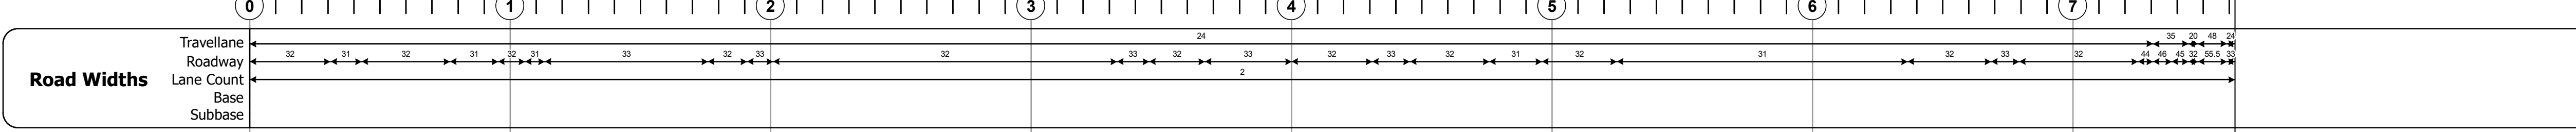 0 1 2 3 4 5 6 7
Road Widths
Travellane 24 35 20 48 24
Roadway 32 31 32 31 32 31 33 32 33 32 33 32 33 32 33 32 31 32 31 32 33 32 44 46 45 32 55.5 33
Lane Count 2
Base
Subbase